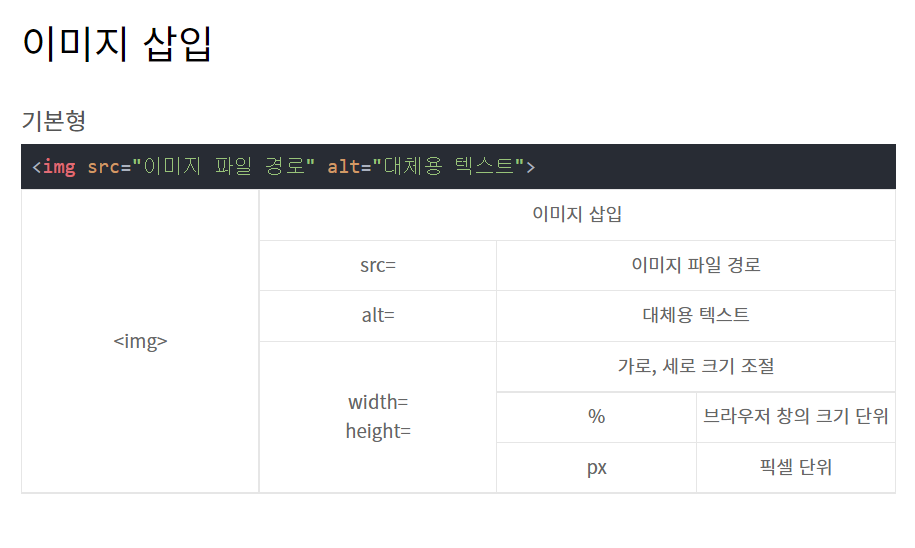 이미지 삽입
기본형
<img src="이미지 파일 경로" alt="대체용 텍스트">
이미지 삽입
src=
이미지 파일 경로
alt=
대체용 텍스트
<img>
가로, 세로 크기 조절
width=
height=
%
브라우저 창의 크기 단위
px
픽셀 단위